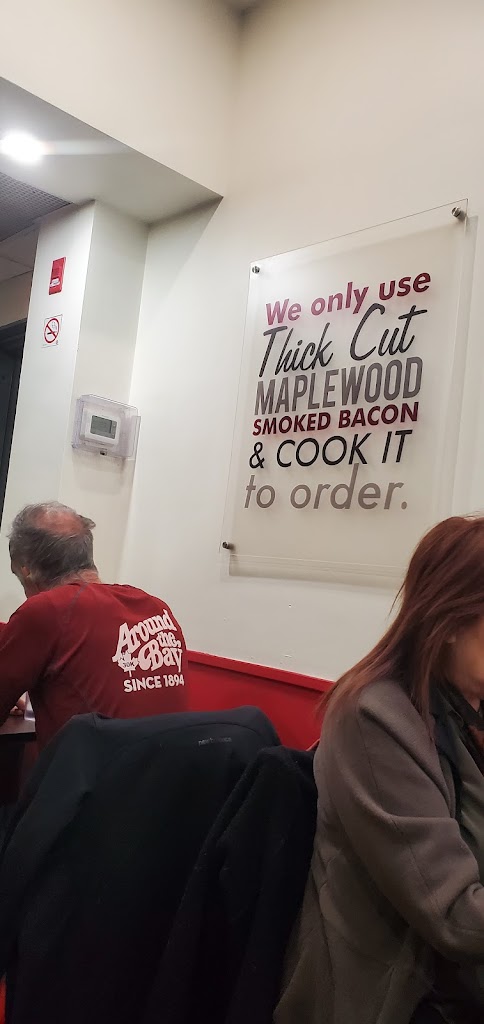 We only use
Thick Cut
MAPLEWOOD
SMOKED BACON
& COOK IT
to order.
Around
the
Bay
SINCE 1894